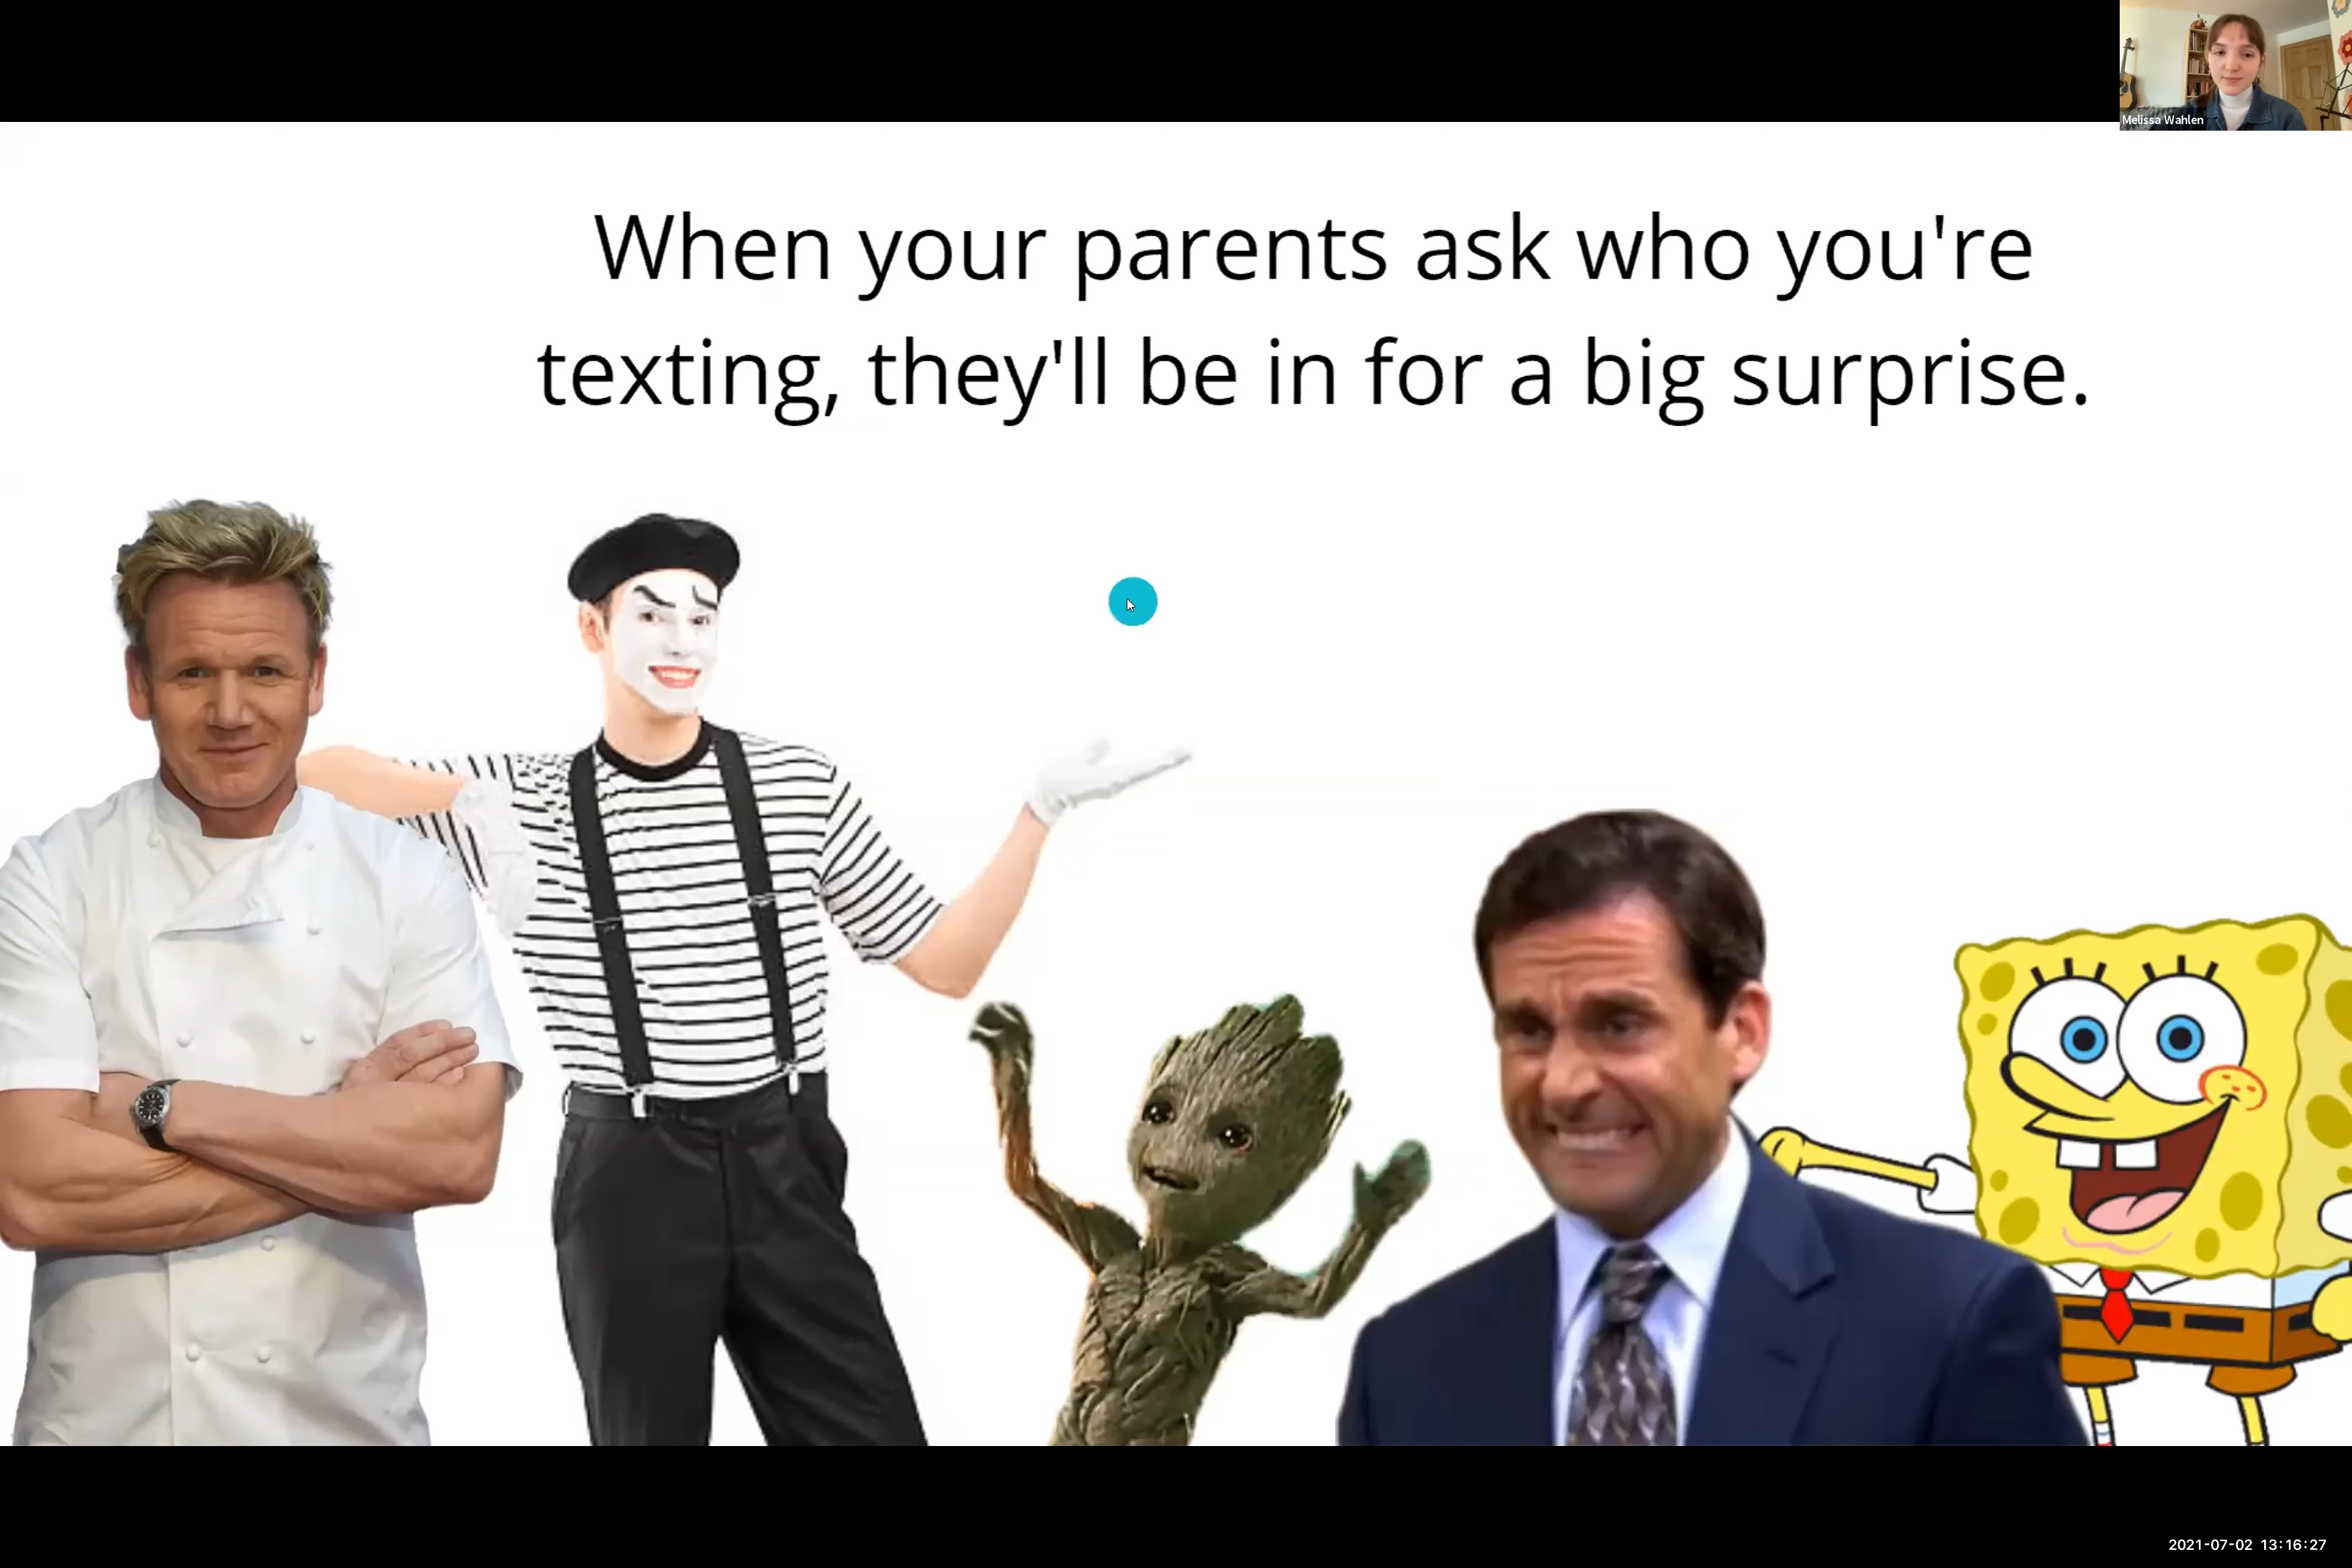 Melissa Wahlen
When your parents ask who you're
texting, they'll be in for a big surprise.
2021-07-02 13:16:27